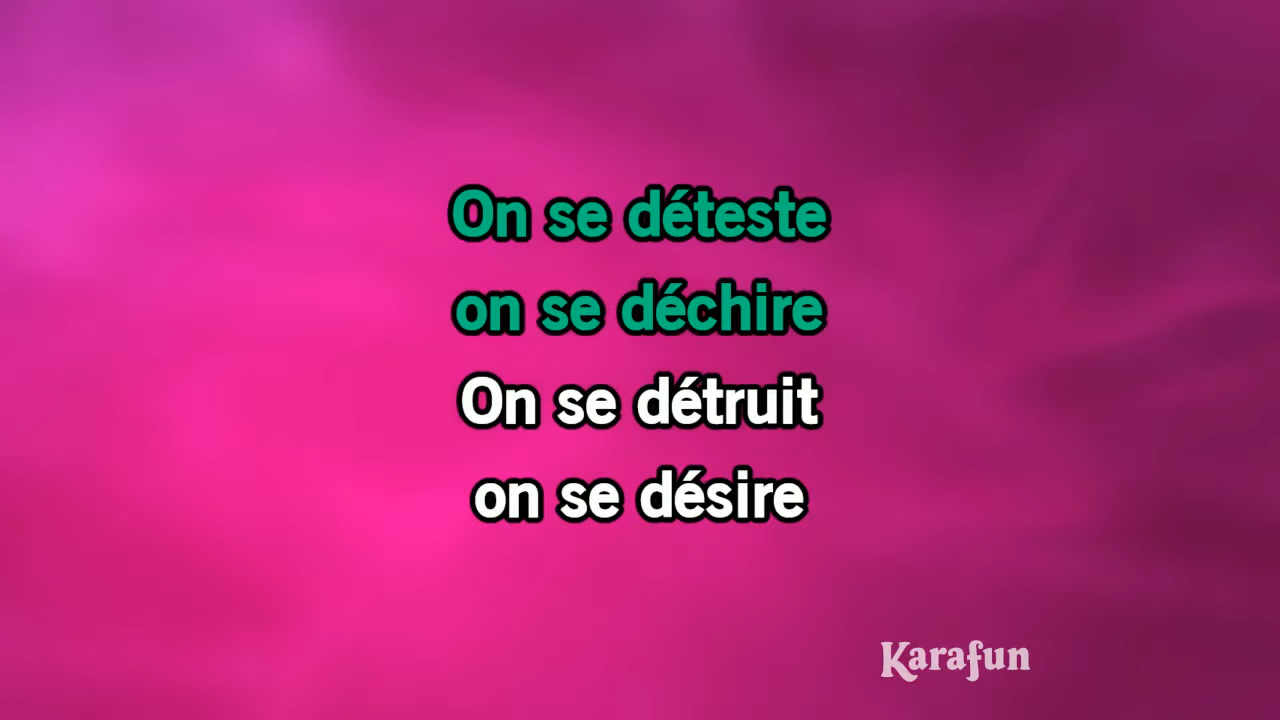 On se déteste
on se déchire
On se détruit
on se désire
Karafun